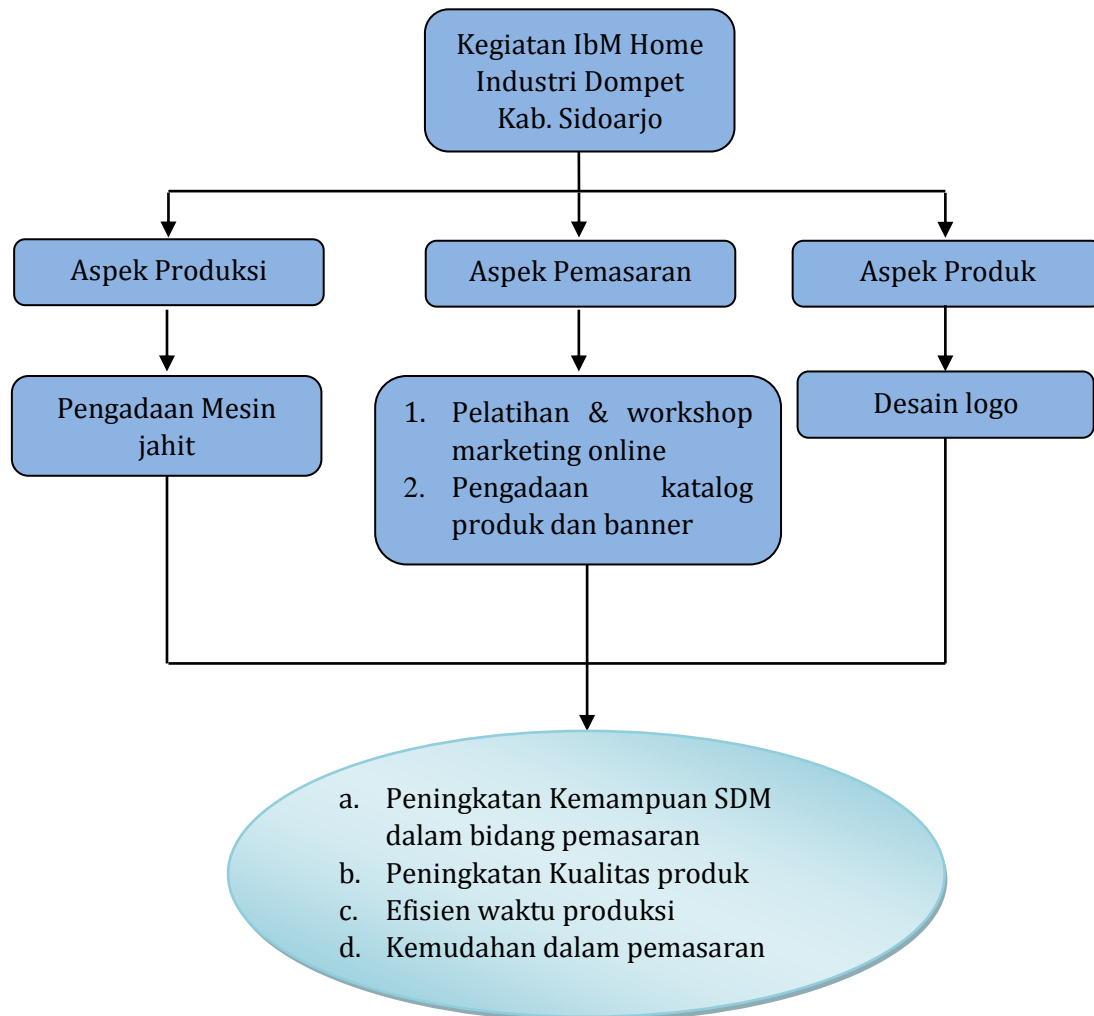 Kegiatan IbM Home
Industri Dompet
Kab. Sidoarjo
Aspek Produksi
Aspek Pemasaran
Aspek Produk
Pengadaan Mesin
jahit
1. Pelatihan & workshop
marketing online
2. Pengadaan katalog
produk dan banner
Desain logo
a. Peningkatan Kemampuan SDM
dalam bidang pemasaran
b. Peningkatan Kualitas produk
c. Efisien waktu produksi
d. Kemudahan dalam pemasaran